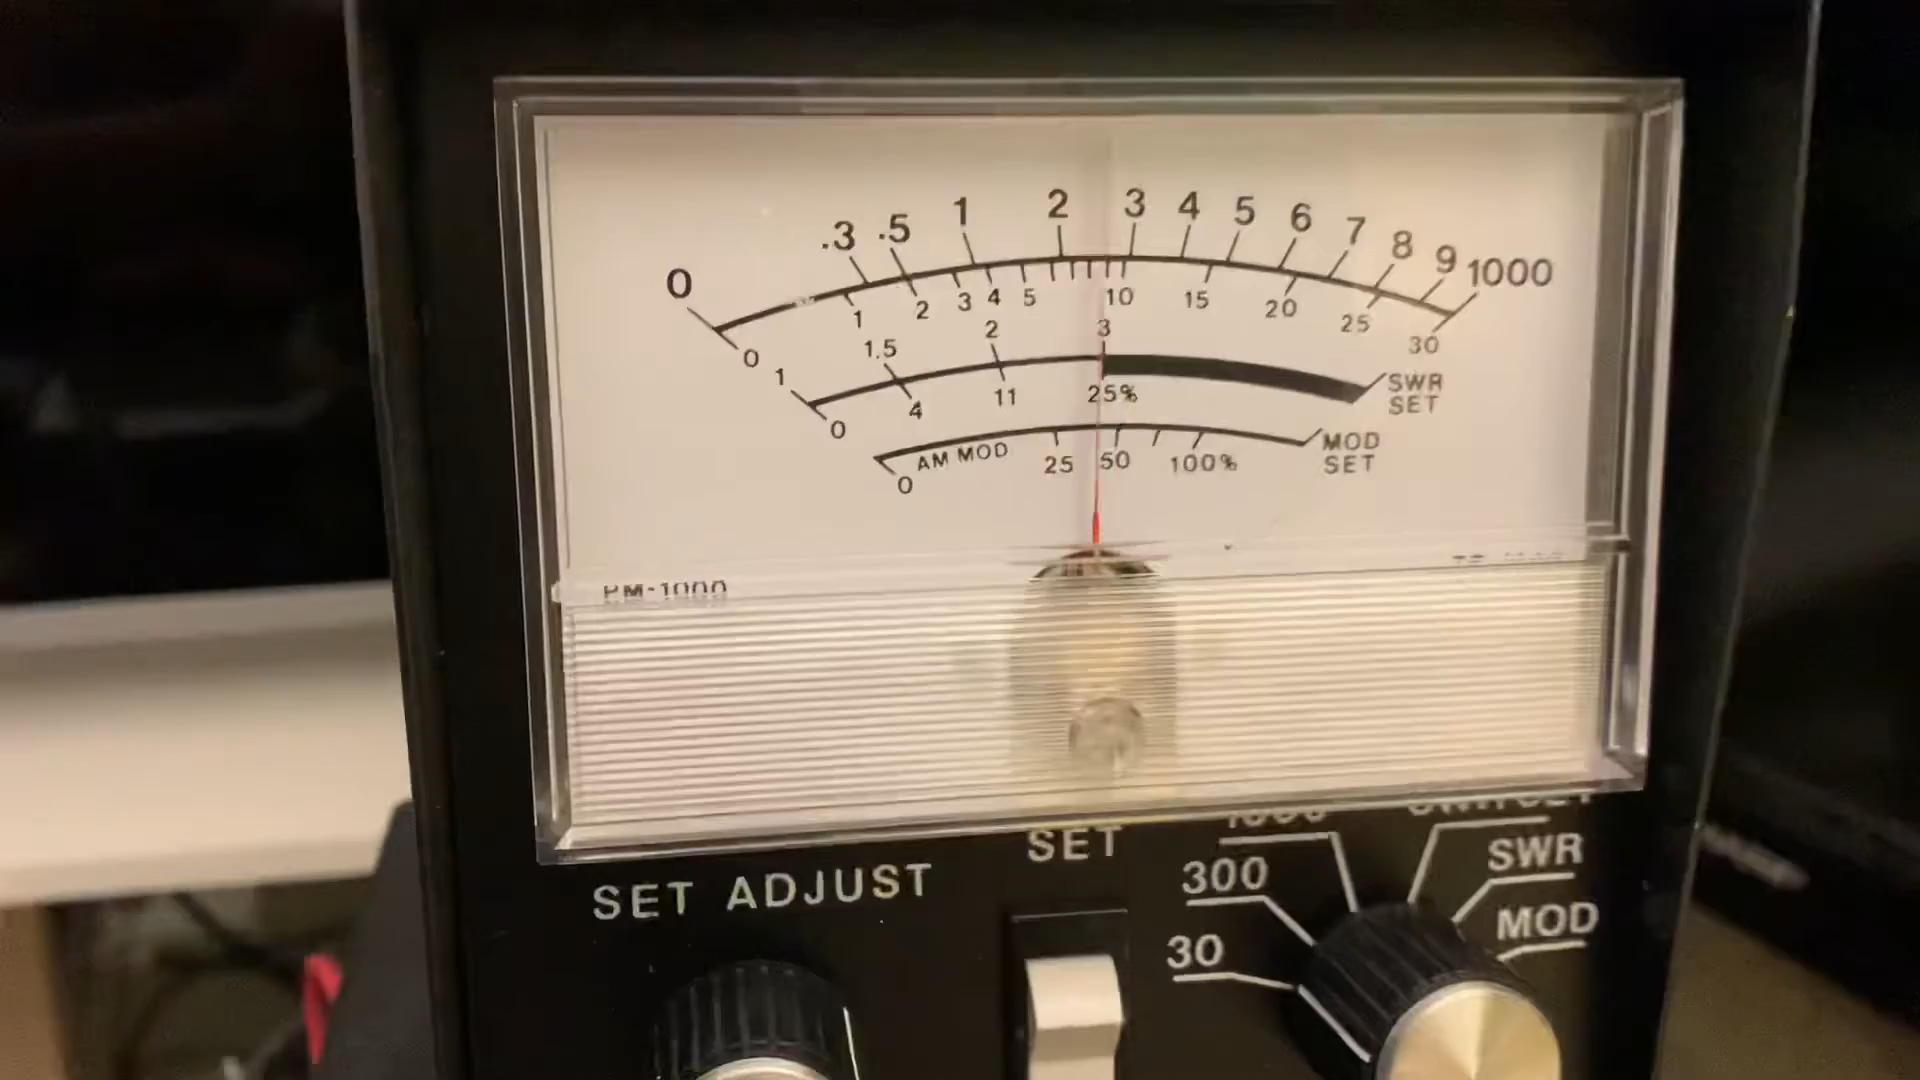 0 .3 .5 1 2 3 4 5 6 7 8 9 1000
0 1 2 3 4 5 10 15 20 25 30
1 1.5 2 3 SWR SET
0 4 11 25%
AM MOD MOD SET
0 25 50 100%
PM-1000
SET ADJUST
SET
1000
300
30
SWR
MOD